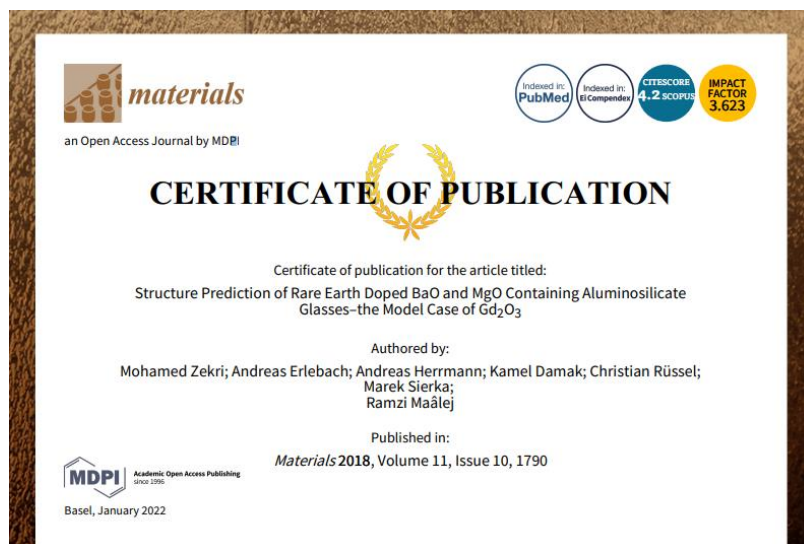 materials
an Open Access Journal by MDPI
Indexed in:
PubMed
Indexed in:
Ei Compendex
CITESCORE
4.2 SCOPUS
IMPACT
FACTOR
3.623
CERTIFICATE OF PUBLICATION
Certificate of publication for the article titled:
Structure Prediction of Rare Earth Doped BaO and MgO Containing Aluminosilicate
Glasses–the Model Case of Gd₂O₃
Authored by:
Mohamed Zekri; Andreas Erlebach; Andreas Herrmann; Kamel Damak; Christian Rüssel;
Marek Sierka;
Ramzi Maâlej
Published in:
Materials 2018, Volume 11, Issue 10, 1790
MDPI
Academic Open Access Publishing
since 1996
Basel, January 2022